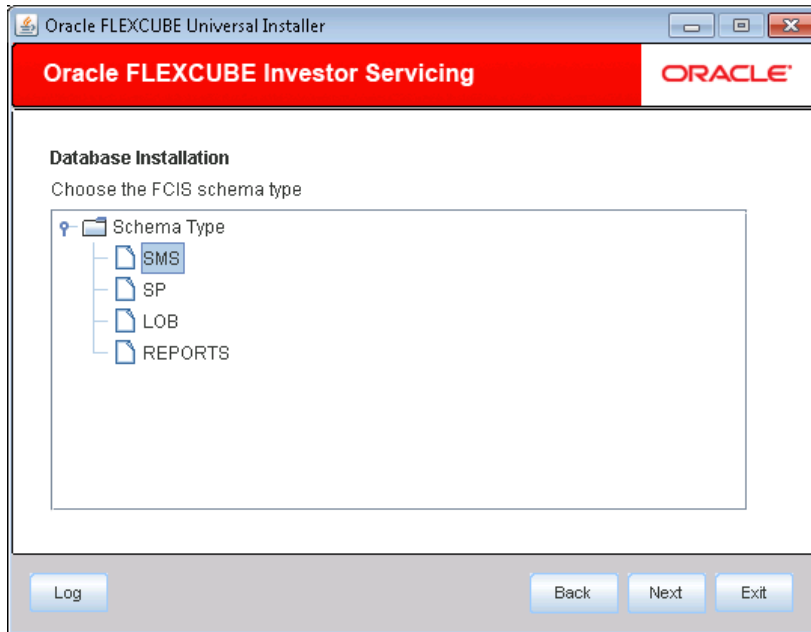 Oracle FLEXCUBE Universal Installer
Oracle FLEXCUBE Investor Servicing
ORACLE
Database Installation
Choose the FCIS schema type
Schema Type
SMS
SP
LOB
REPORTS
Log Back Next Exit